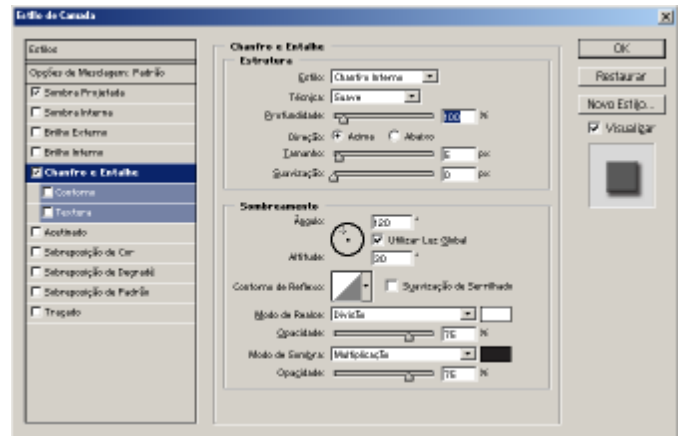 Estilo de Camada
Estilos
Opções de Mesclagem: Padrão
Sombra Projetada
Sombra Interna
Brilho Externo
Brilho Interno
Chanfro e Entalhe
Contorno
Textura
Acetinado
Sobreposição de Cor
Sobreposição de Degradê
Sobreposição de Padrão
Traçado
Chanfro e Entalhe
Estrutura
Estilo: Chanfro Interno
Técnica: Suave
Profundidade: 100 %
Direção: Acima Abaixo
Tamanho: 5 px
Suavização: 0 px
Sombreamento
Ângulo: 120 °
Utilizar Luz Global
Altitude: 30 °
Contorno de Reflexo: Suavização de Serrilhado
Modo de Realce: Divisão
Opacidade: 75 %
Modo de Sombra: Multiplicação
Opacidade: 75 %
OK
Restaurar
Novo Estilo...
Visualizar